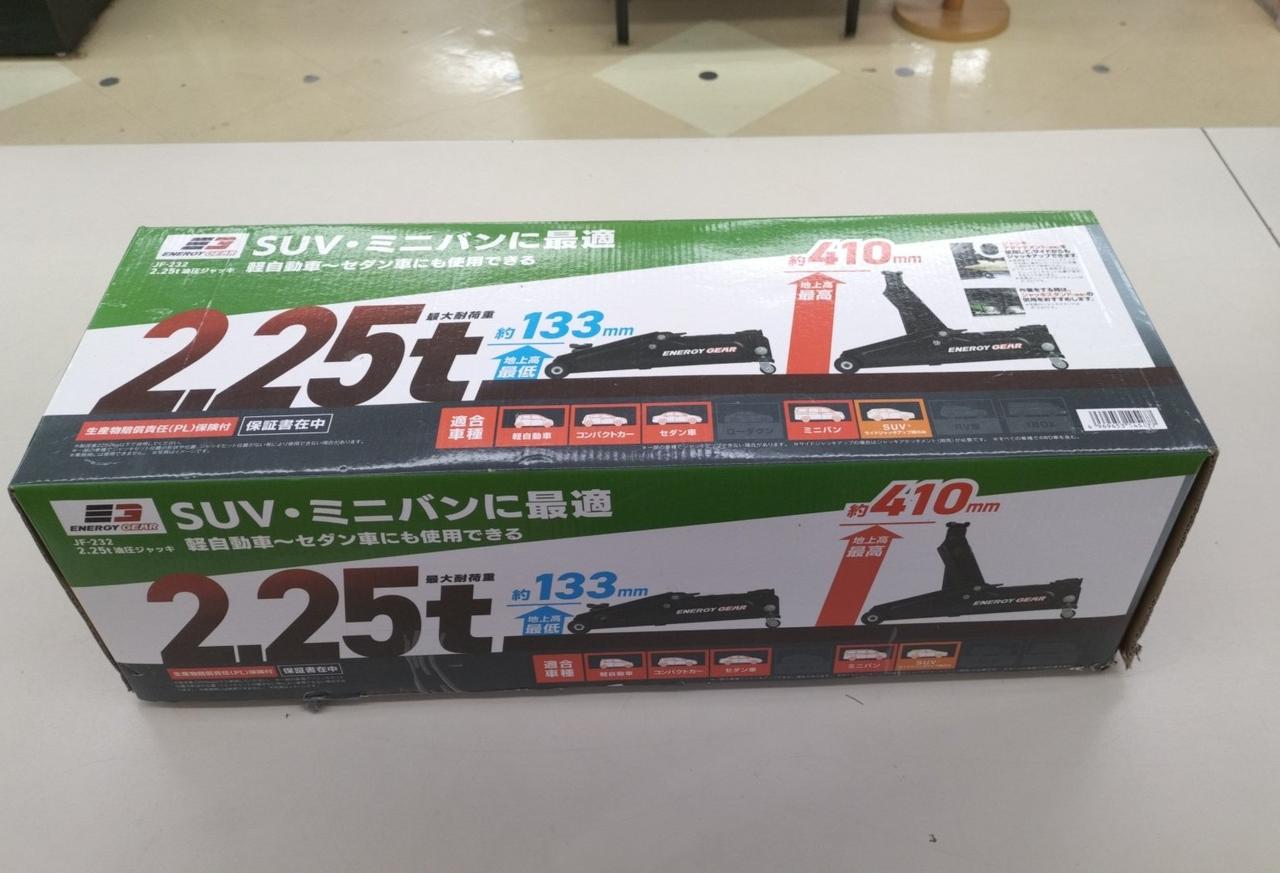 EG
ENERGY GEAR
SUV・ミニバンに最適
JF-232
2.25t 油圧ジャッキ
軽自動車〜セダン車にも使用できる
2.25t
最大耐荷重
約133mm
地上高
最低
ENERGY GEAR
約410mm
地上高
最高
ENERGY GEAR
生産物賠償責任(PL)保険付
保証書在中
適合
車種
軽自動車
コンパクトカー
セダン車
ローダウン
ミニバン
SUV*
RV車
1BOX
EG
ENERGY GEAR
SUV・ミニバンに最適
JF-232
2.25t 油圧ジャッキ
軽自動車〜セダン車にも使用できる
2.25t
最大耐荷重
約133mm
地上高
最低
ENERGY GEAR
約410mm
地上高
最高
ENERGY GEAR
生産物賠償責任(PL)保険付
保証書在中
適合
車種
軽自動車
コンパクトカー
セダン車
ミニバン
SUV*